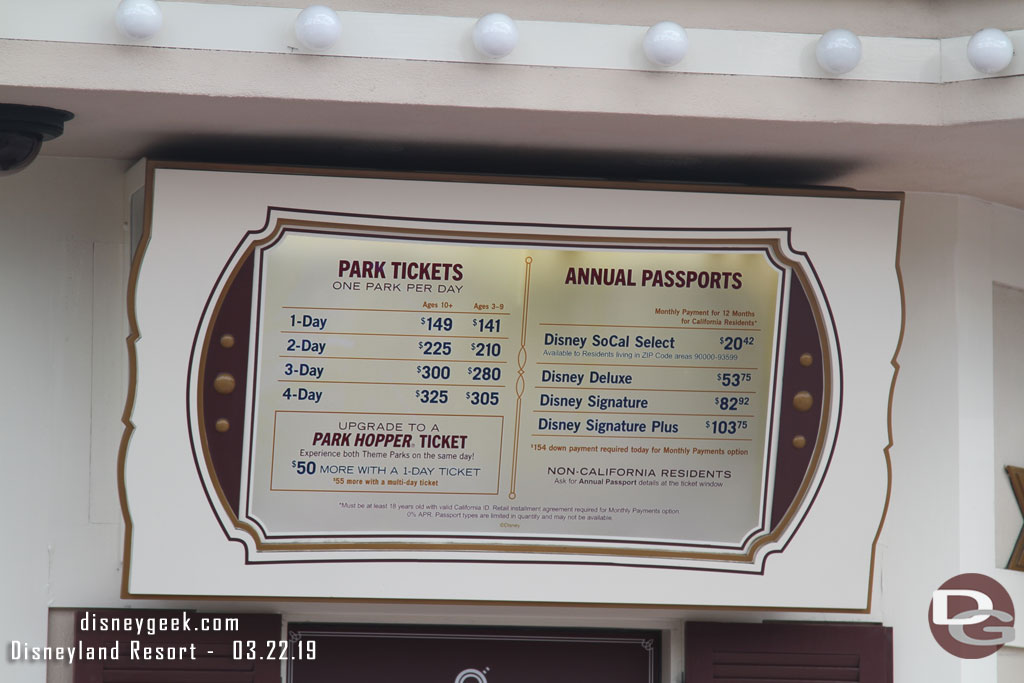 PARK TICKETS
ONE PARK PER DAY
Ages 10+ Ages 3-9
1-Day $149 $141
2-Day $225 $210
3-Day $300 $280
4-Day $325 $305
UPGRADE TO A
PARK HOPPER® TICKET
Experience both Theme Parks on the same day!
$50 MORE WITH A 1-DAY TICKET
$55 more with a multi-day ticket
ANNUAL PASSPORTS
Monthly Payment for 12 Months
for California Residents*
Disney SoCal Select $20⁴²
Available to Residents living in ZIP Code areas 90000-93599
Disney Deluxe $53⁷⁵
Disney Signature $82⁹²
Disney Signature Plus $103⁷⁵
$154 down payment required today for Monthly Payments option
NON-CALIFORNIA RESIDENTS
Ask for Annual Passport details at the ticket window
*Must be at least 18 years old with valid California ID. Retail installment agreement required for Monthly Payments option.
0% APR. Passport types are limited in quantity and may not be available.
©Disney
disneygeek.com
Disneyland Resort - 03.22.19
DG